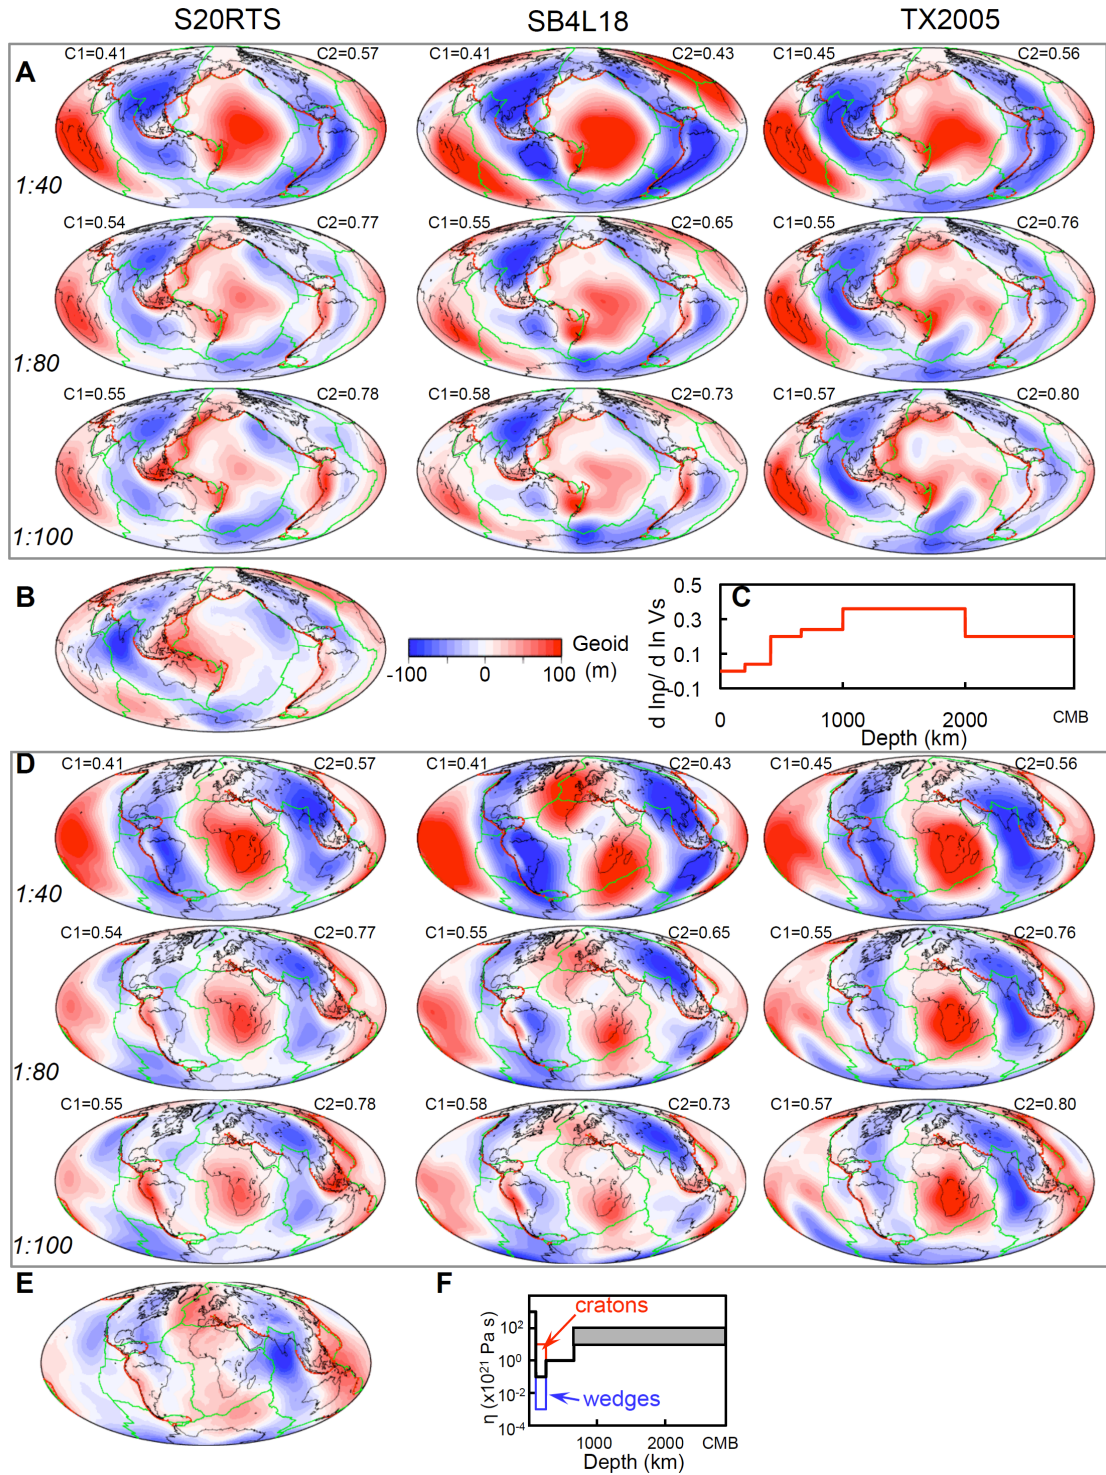 S20RTS SB4L18 TX2005
A
C1=0.41 C2=0.57 C1=0.41 C2=0.43 C1=0.45 C2=0.56
1:40
C1=0.54 C2=0.77 C1=0.55 C2=0.65 C1=0.55 C2=0.76
1:80
C1=0.55 C2=0.78 C1=0.58 C2=0.73 C1=0.57 C2=0.80
1:100
B
Geoid
(m)
-100 0 100
C
d lnρ/ d ln Vs
0.5
0.3
0.1
-0.1
0 1000 2000 CMB
Depth (km)
D
C1=0.41 C2=0.57 C1=0.41 C2=0.43 C1=0.45 C2=0.56
1:40
C1=0.54 C2=0.77 C1=0.55 C2=0.65 C1=0.55 C2=0.76
1:80
C1=0.55 C2=0.78 C1=0.58 C2=0.73 C1=0.57 C2=0.80
1:100
E
F
η (x10²¹ Pa s)
10²
10⁰
10⁻²
10⁻⁴
cratons
wedges
1000 2000 CMB
Depth (km)